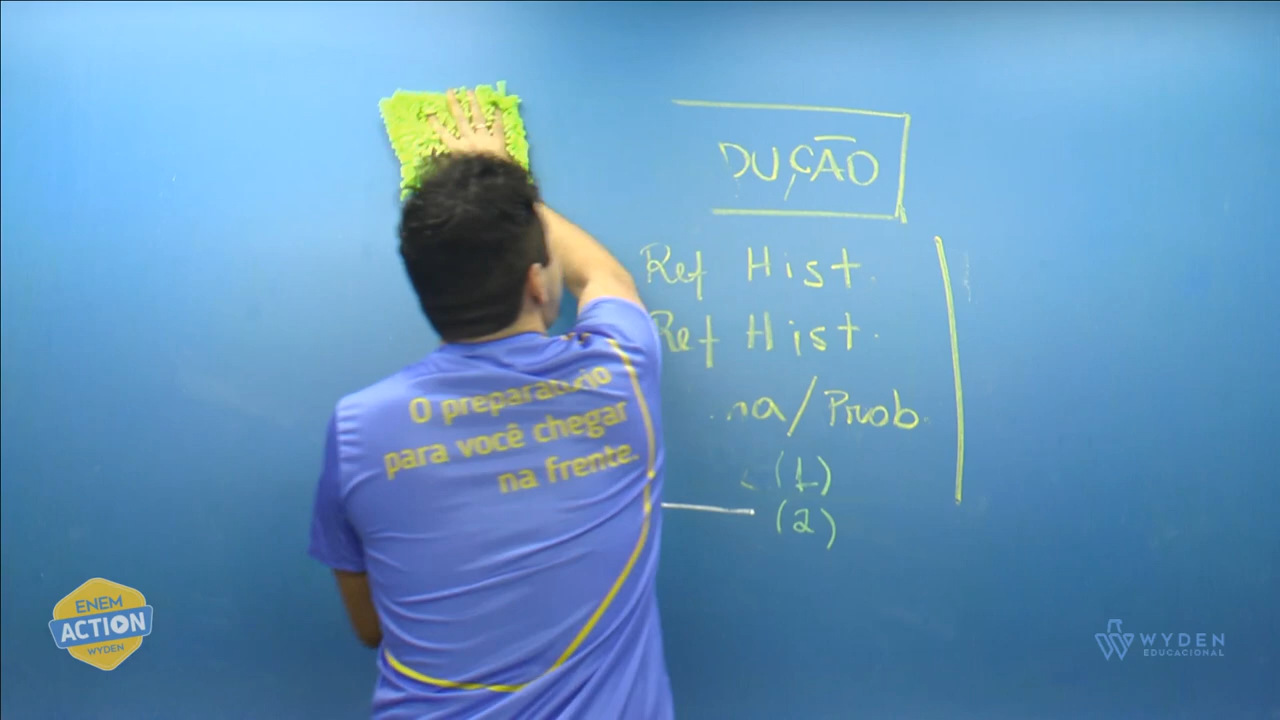 DUÇÃO
Ref Hist.
Ref Hist.
/Prob.
(1)
(2)
O preparatório
para você chegar
na frente.
ENEM
ACTION
WYDEN
WYDEN
EDUCACIONAL